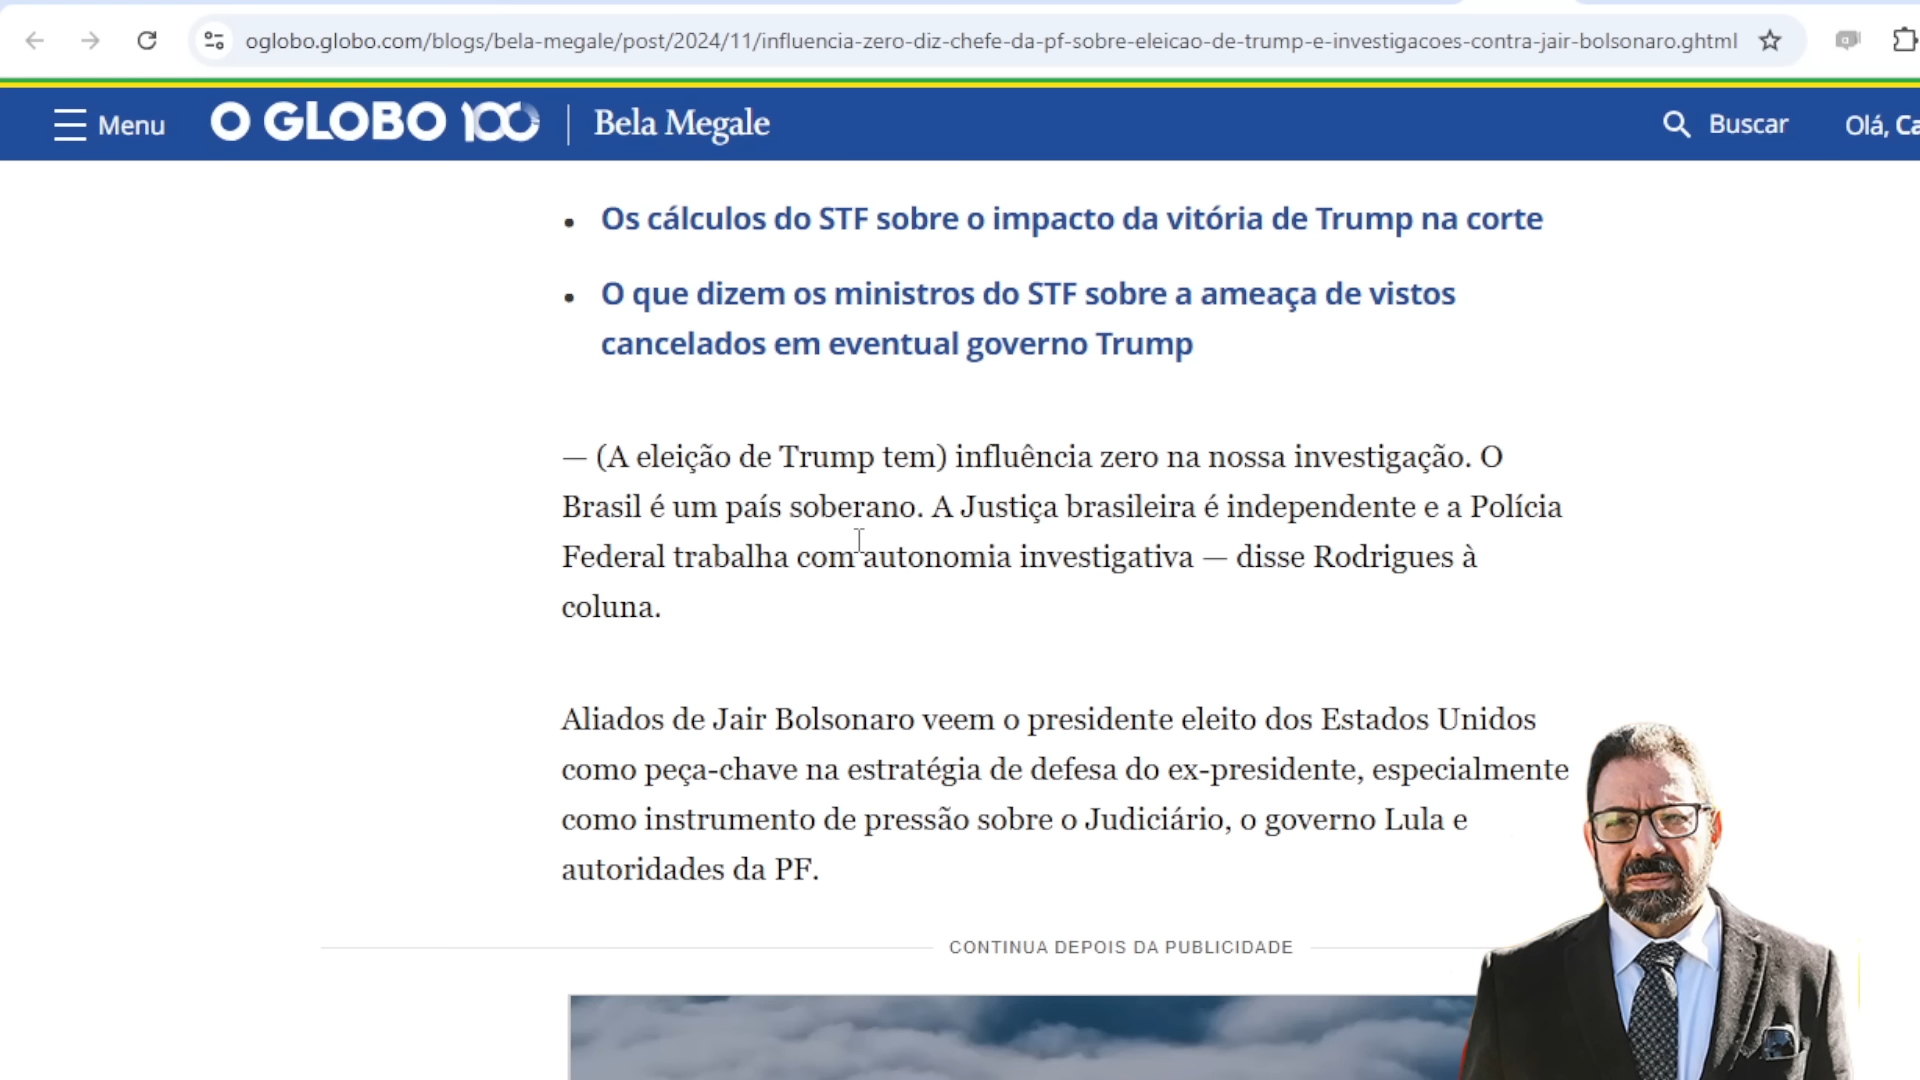 oglobo.globo.com/blogs/bela-megale/post/2024/11/influencia-zero-diz-chefe-da-pf-sobre-eleicao-de-trump-e-investigacoes-contra-jair-bolsonaro.ghtml
Menu O GLOBO 100 Bela Megale Buscar Olá, Ca
• Os cálculos do STF sobre o impacto da vitória de Trump na corte
• O que dizem os ministros do STF sobre a ameaça de vistos
cancelados em eventual governo Trump
— (A eleição de Trump tem) influência zero na nossa investigação. O
Brasil é um país soberano. A Justiça brasileira é independente e a Polícia
Federal trabalha com autonomia investigativa — disse Rodrigues à
coluna.
Aliados de Jair Bolsonaro veem o presidente eleito dos Estados Unidos
como peça-chave na estratégia de defesa do ex-presidente, especialmente
como instrumento de pressão sobre o Judiciário, o governo Lula e
autoridades da PF.
CONTINUA DEPOIS DA PUBLICIDADE